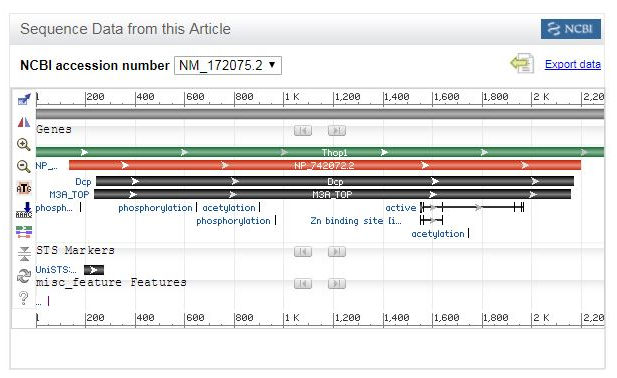 Sequence Data from this Article
NCBI
NCBI accession number NM_172075.2
Export data
1 200 400 600 800 1 K 1,200 1,400 1,600 1,800 2 K 2,20
Genes
Thop1
NP_... NP_742072.2
Dcp Dcp
M3A_TOP M3A_TOP
phosph... phosphorylation acetylation active
phosphorylation Zn binding site [i...
acetylation
STS Markers
UniSTS:...
misc_feature Features
...
1 200 400 600 800 1 K 1,200 1,400 1,600 1,800 2 K 2,20
ATG